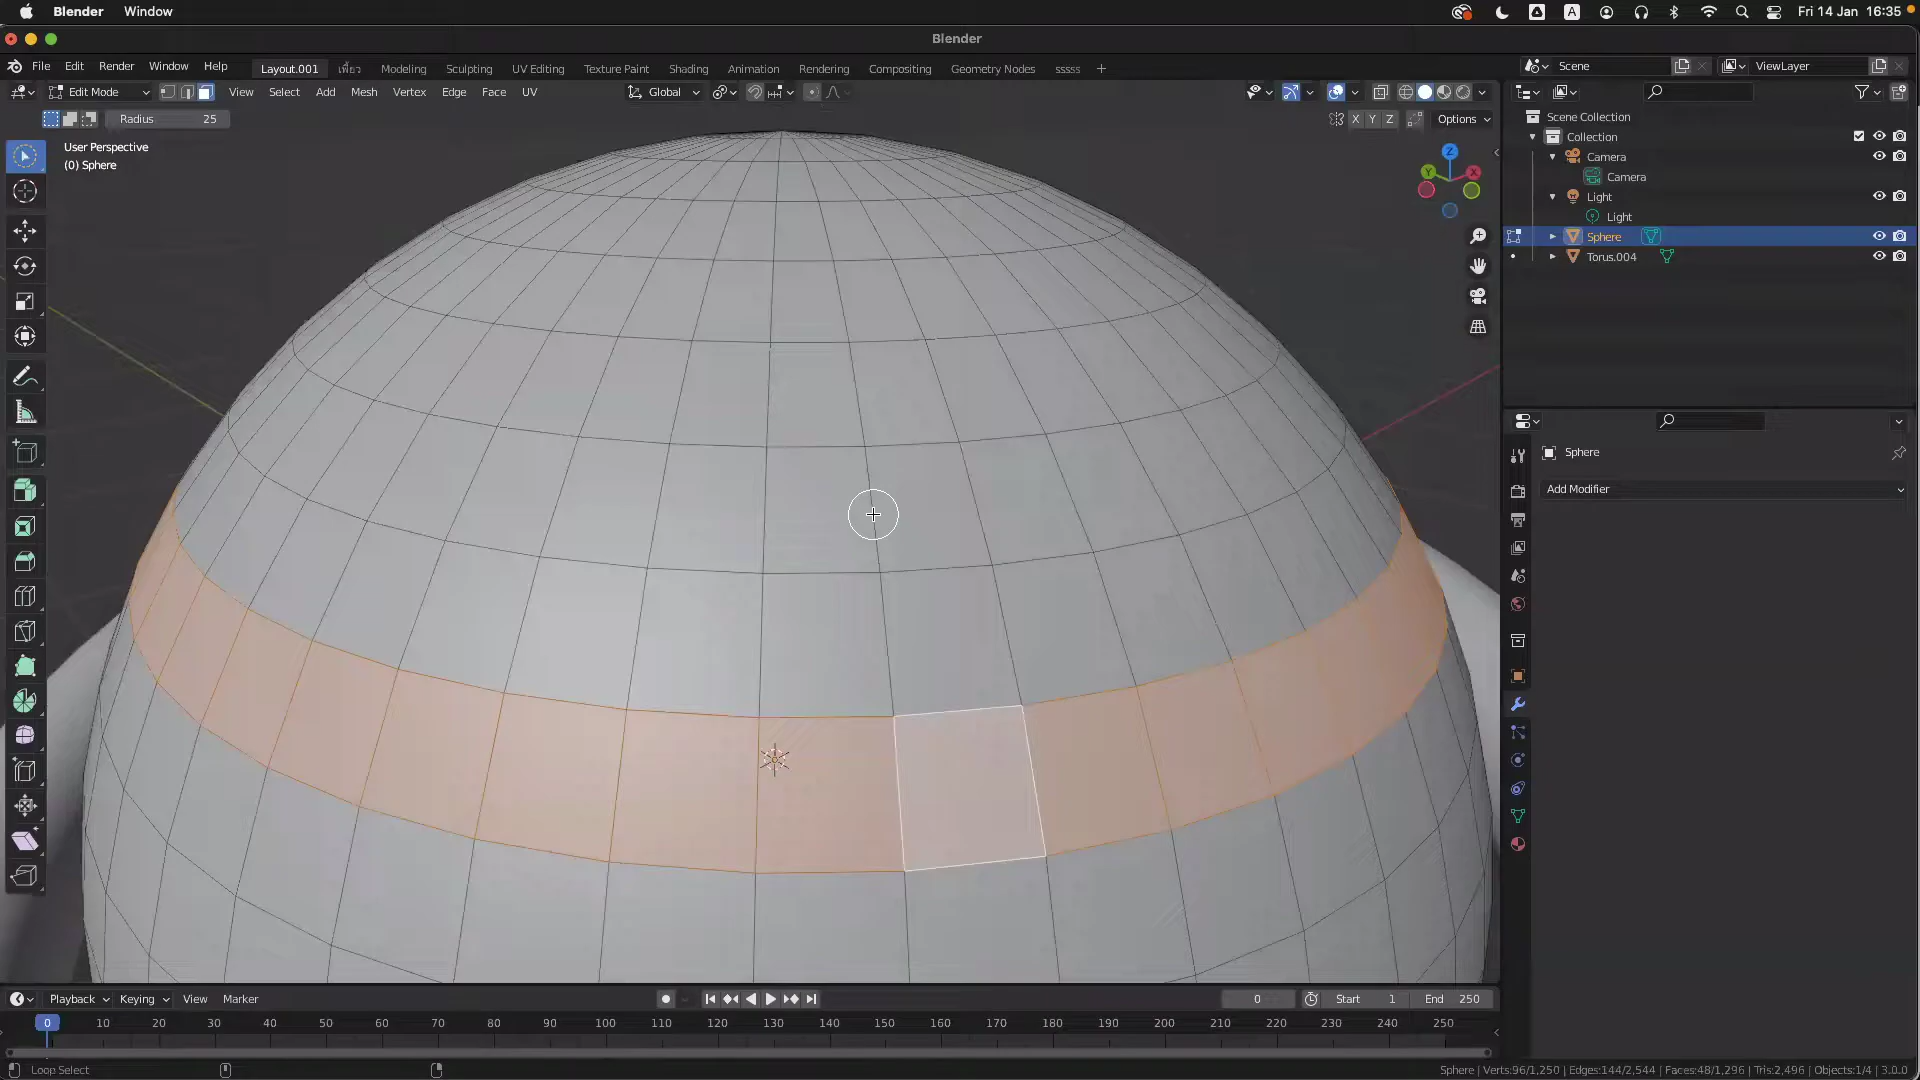 Blender Window
A
Fri 14 Jan 16:35
Blender
File Edit Render Window Help
Layout.001 เพี้ยว Modeling Sculpting UV Editing Texture Paint Shading Animation Rendering Compositing Geometry Nodes sssss +
Scene
ViewLayer
Edit Mode
View Select Add Mesh Vertex Edge Face UV
Global
Radius 25
X Y Z
Options
User Perspective
(0) Sphere
Z
Y
X
Scene Collection
Collection
Camera
Camera
Light
Light
Sphere
Torus.004
Sphere
Add Modifier
Playback Keying View Marker
0
Start 1
End 250
0 10 20 30 40 50 60 70 80 90 100 110 120 130 140 150 160 170 180 190 200 210 220 230 240 250
Loop Select
Sphere | Verts:96/1,250 | Edges:144/2,544 | Faces:48/1,296 | Tris:2,496 | Objects:1/4 | 3.0.0